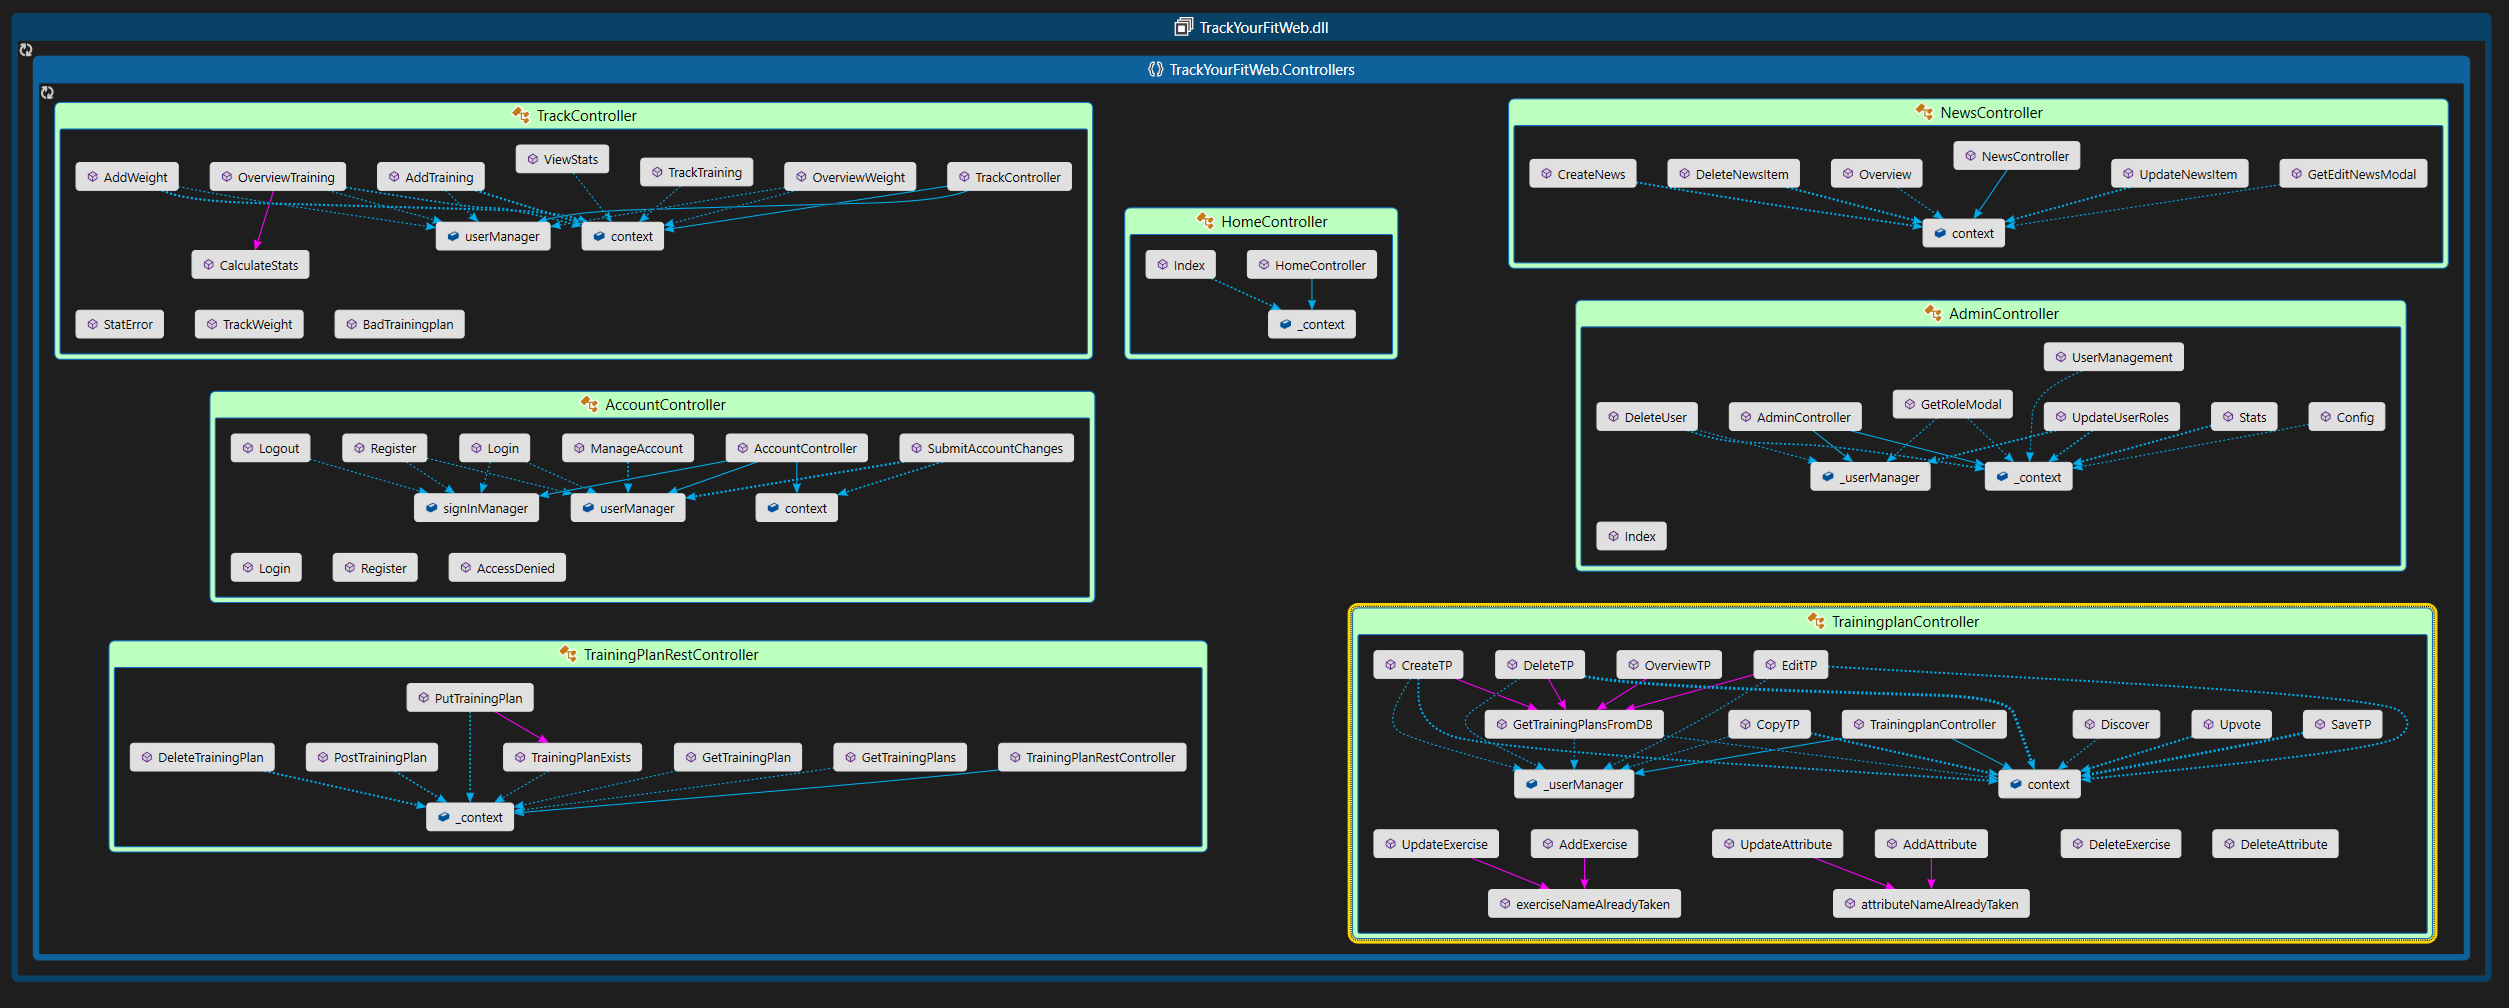 TrackYourFitWeb.dll
TrackYourFitWeb.Controllers
TrackController
ViewStats
AddWeight
OverviewTraining
AddTraining
TrackTraining
OverviewWeight
TrackController
userManager
context
CalculateStats
StatError
TrackWeight
BadTrainingplan
HomeController
Index
HomeController
_context
NewsController
NewsController
CreateNews
DeleteNewsItem
Overview
UpdateNewsItem
GetEditNewsModal
context
AdminController
UserManagement
GetRoleModal
DeleteUser
AdminController
UpdateUserRoles
Stats
Config
_userManager
_context
Index
AccountController
Logout
Register
Login
ManageAccount
AccountController
SubmitAccountChanges
signInManager
userManager
context
Login
Register
AccessDenied
TrainingPlanRestController
PutTrainingPlan
DeleteTrainingPlan
PostTrainingPlan
TrainingPlanExists
GetTrainingPlan
GetTrainingPlans
TrainingPlanRestController
_context
TrainingplanController
CreateTP
DeleteTP
OverviewTP
EditTP
GetTrainingPlansFromDB
CopyTP
TrainingplanController
Discover
Upvote
SaveTP
_userManager
context
UpdateExercise
AddExercise
UpdateAttribute
AddAttribute
DeleteExercise
DeleteAttribute
exerciseNameAlreadyTaken
attributeNameAlreadyTaken